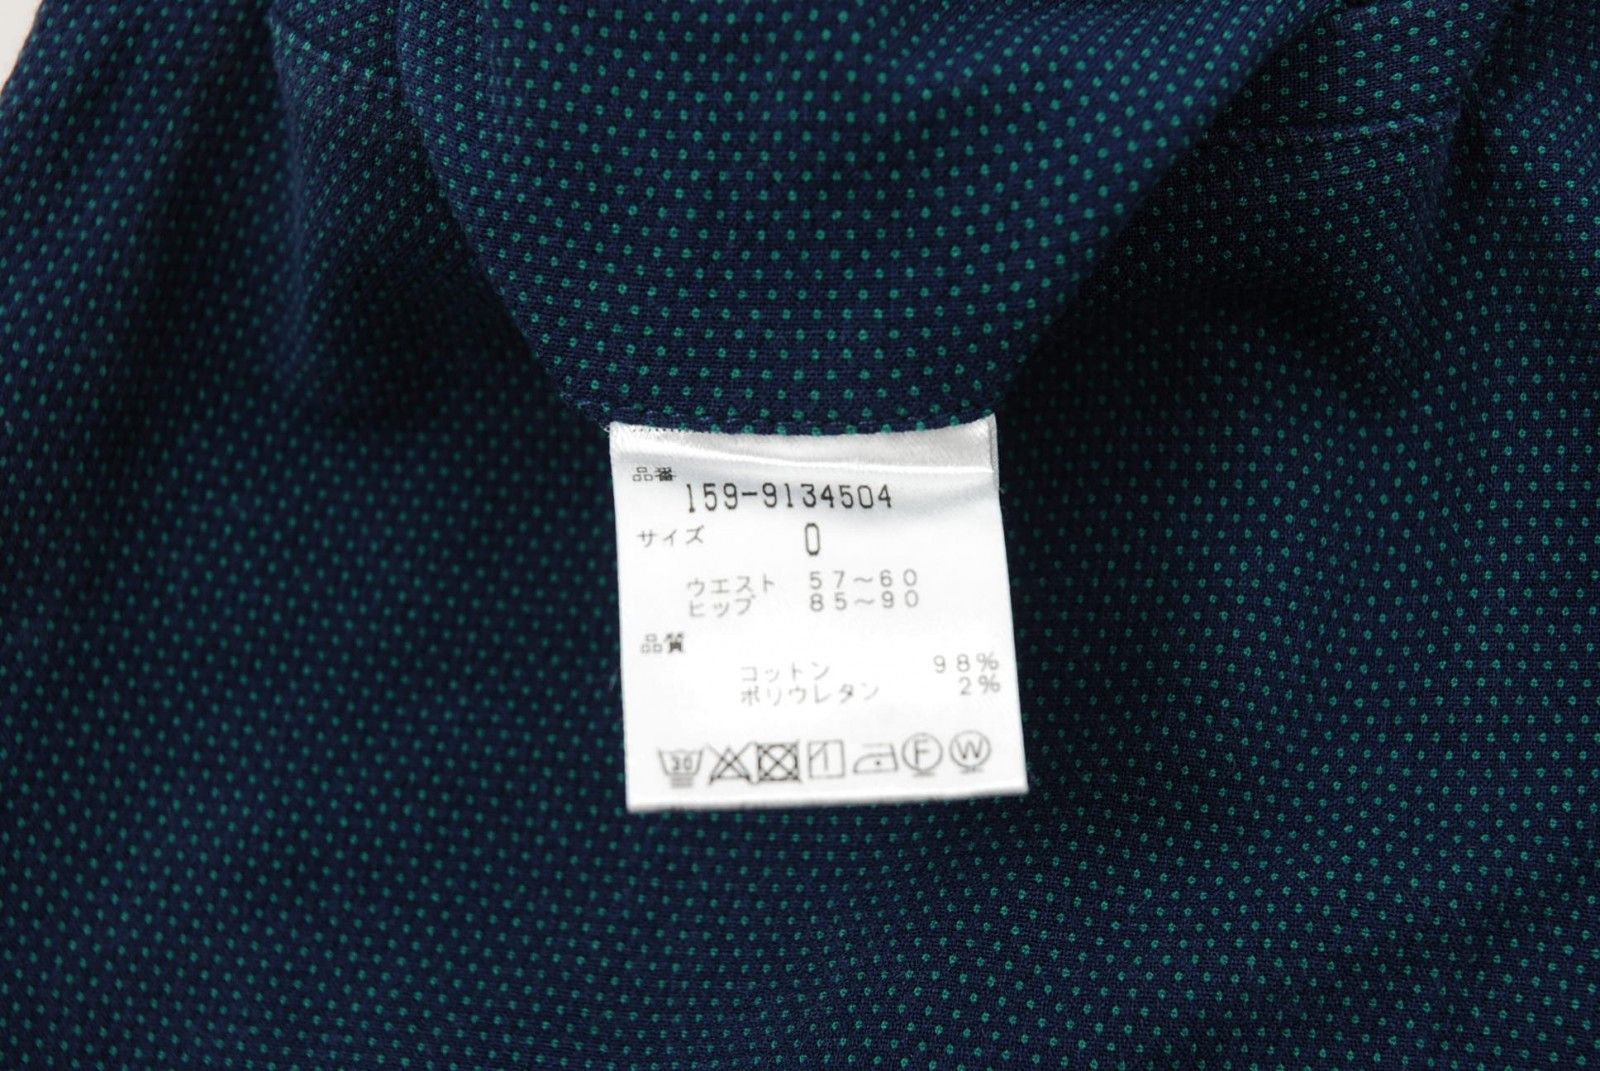 品番
159-9134504
サイズ 0
ウエスト 57~60
ヒップ 85~90
品質
コットン 98%
ポリウレタン 2%
30 F W